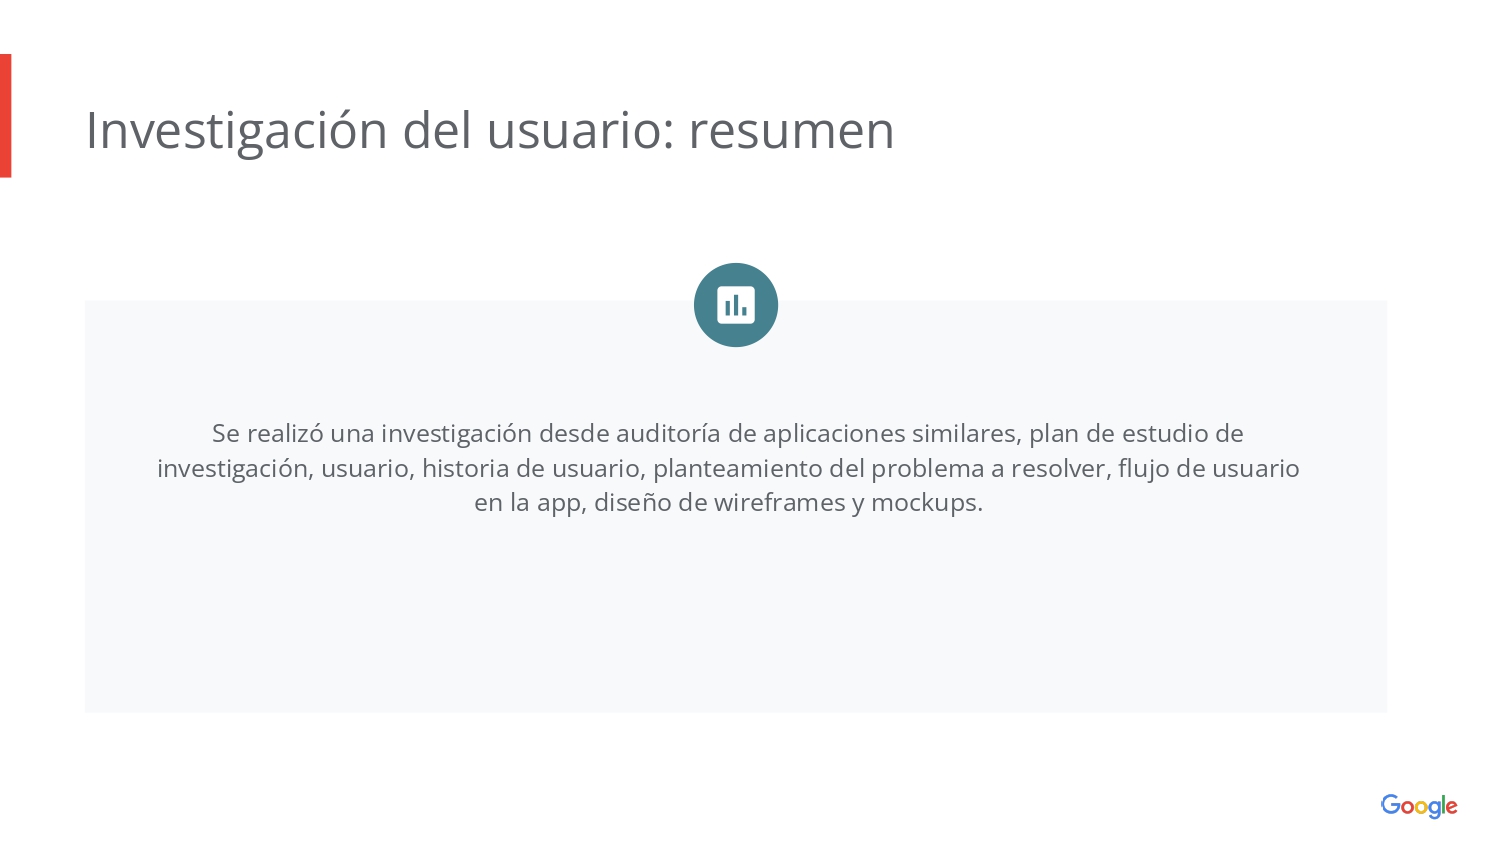 Investigación del usuario: resumen
Se realizó una investigación desde auditoría de aplicaciones similares, plan de estudio de
investigación, usuario, historia de usuario, planteamiento del problema a resolver, flujo de usuario
en la app, diseño de wireframes y mockups.
Google